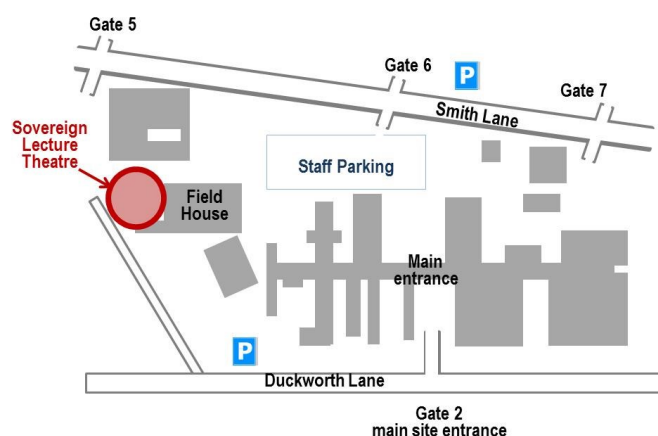 Gate 5
Gate 6
P
Gate 7
Smith Lane
Sovereign
Lecture
Theatre
Staff Parking
Field
House
Main
entrance
P
Duckworth Lane
Gate 2
main site entrance